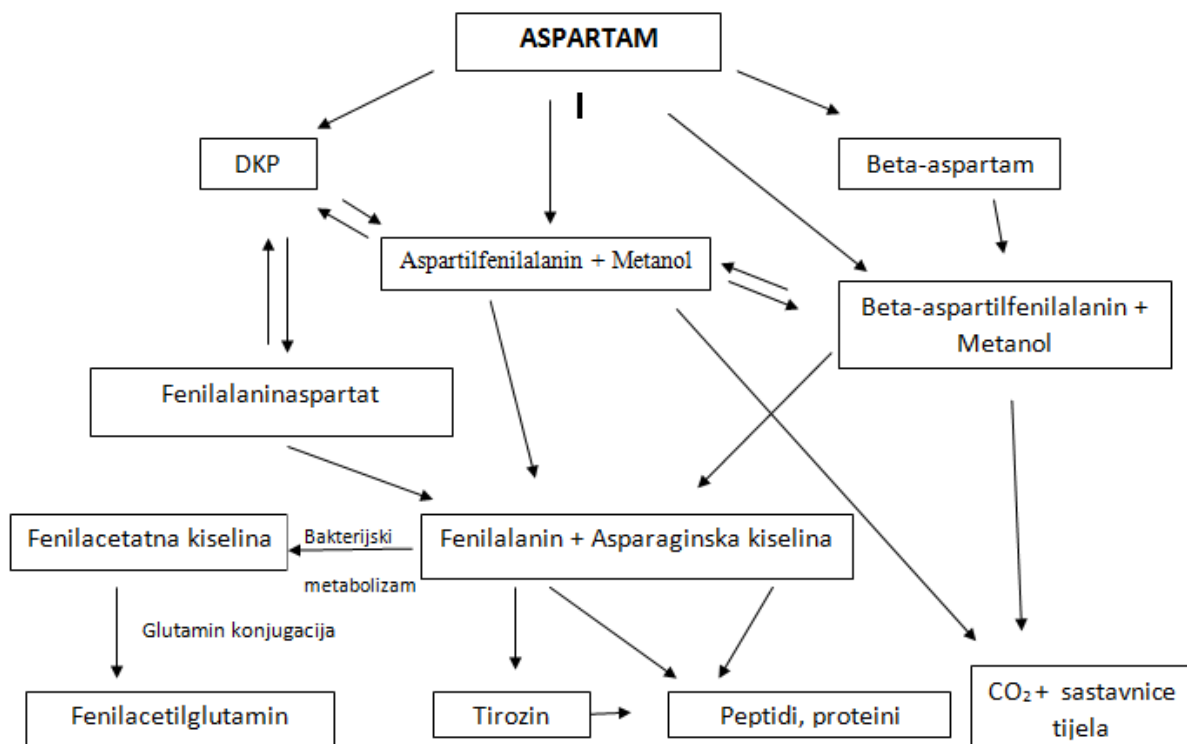 ASPARTAM
DKP
Beta-aspartam
Aspartilfenilalanin + Metanol
Beta-aspartilfenilalanin +
Metanol
Fenilalaninaspartat
Fenilacetatna kiselina
Bakterijski
metabolizam
Fenilalanin + Asparaginska kiselina
Glutamin konjugacija
Fenilacetilglutamin
Tirozin
Peptidi, proteini
CO₂ + sastavnice
tijela